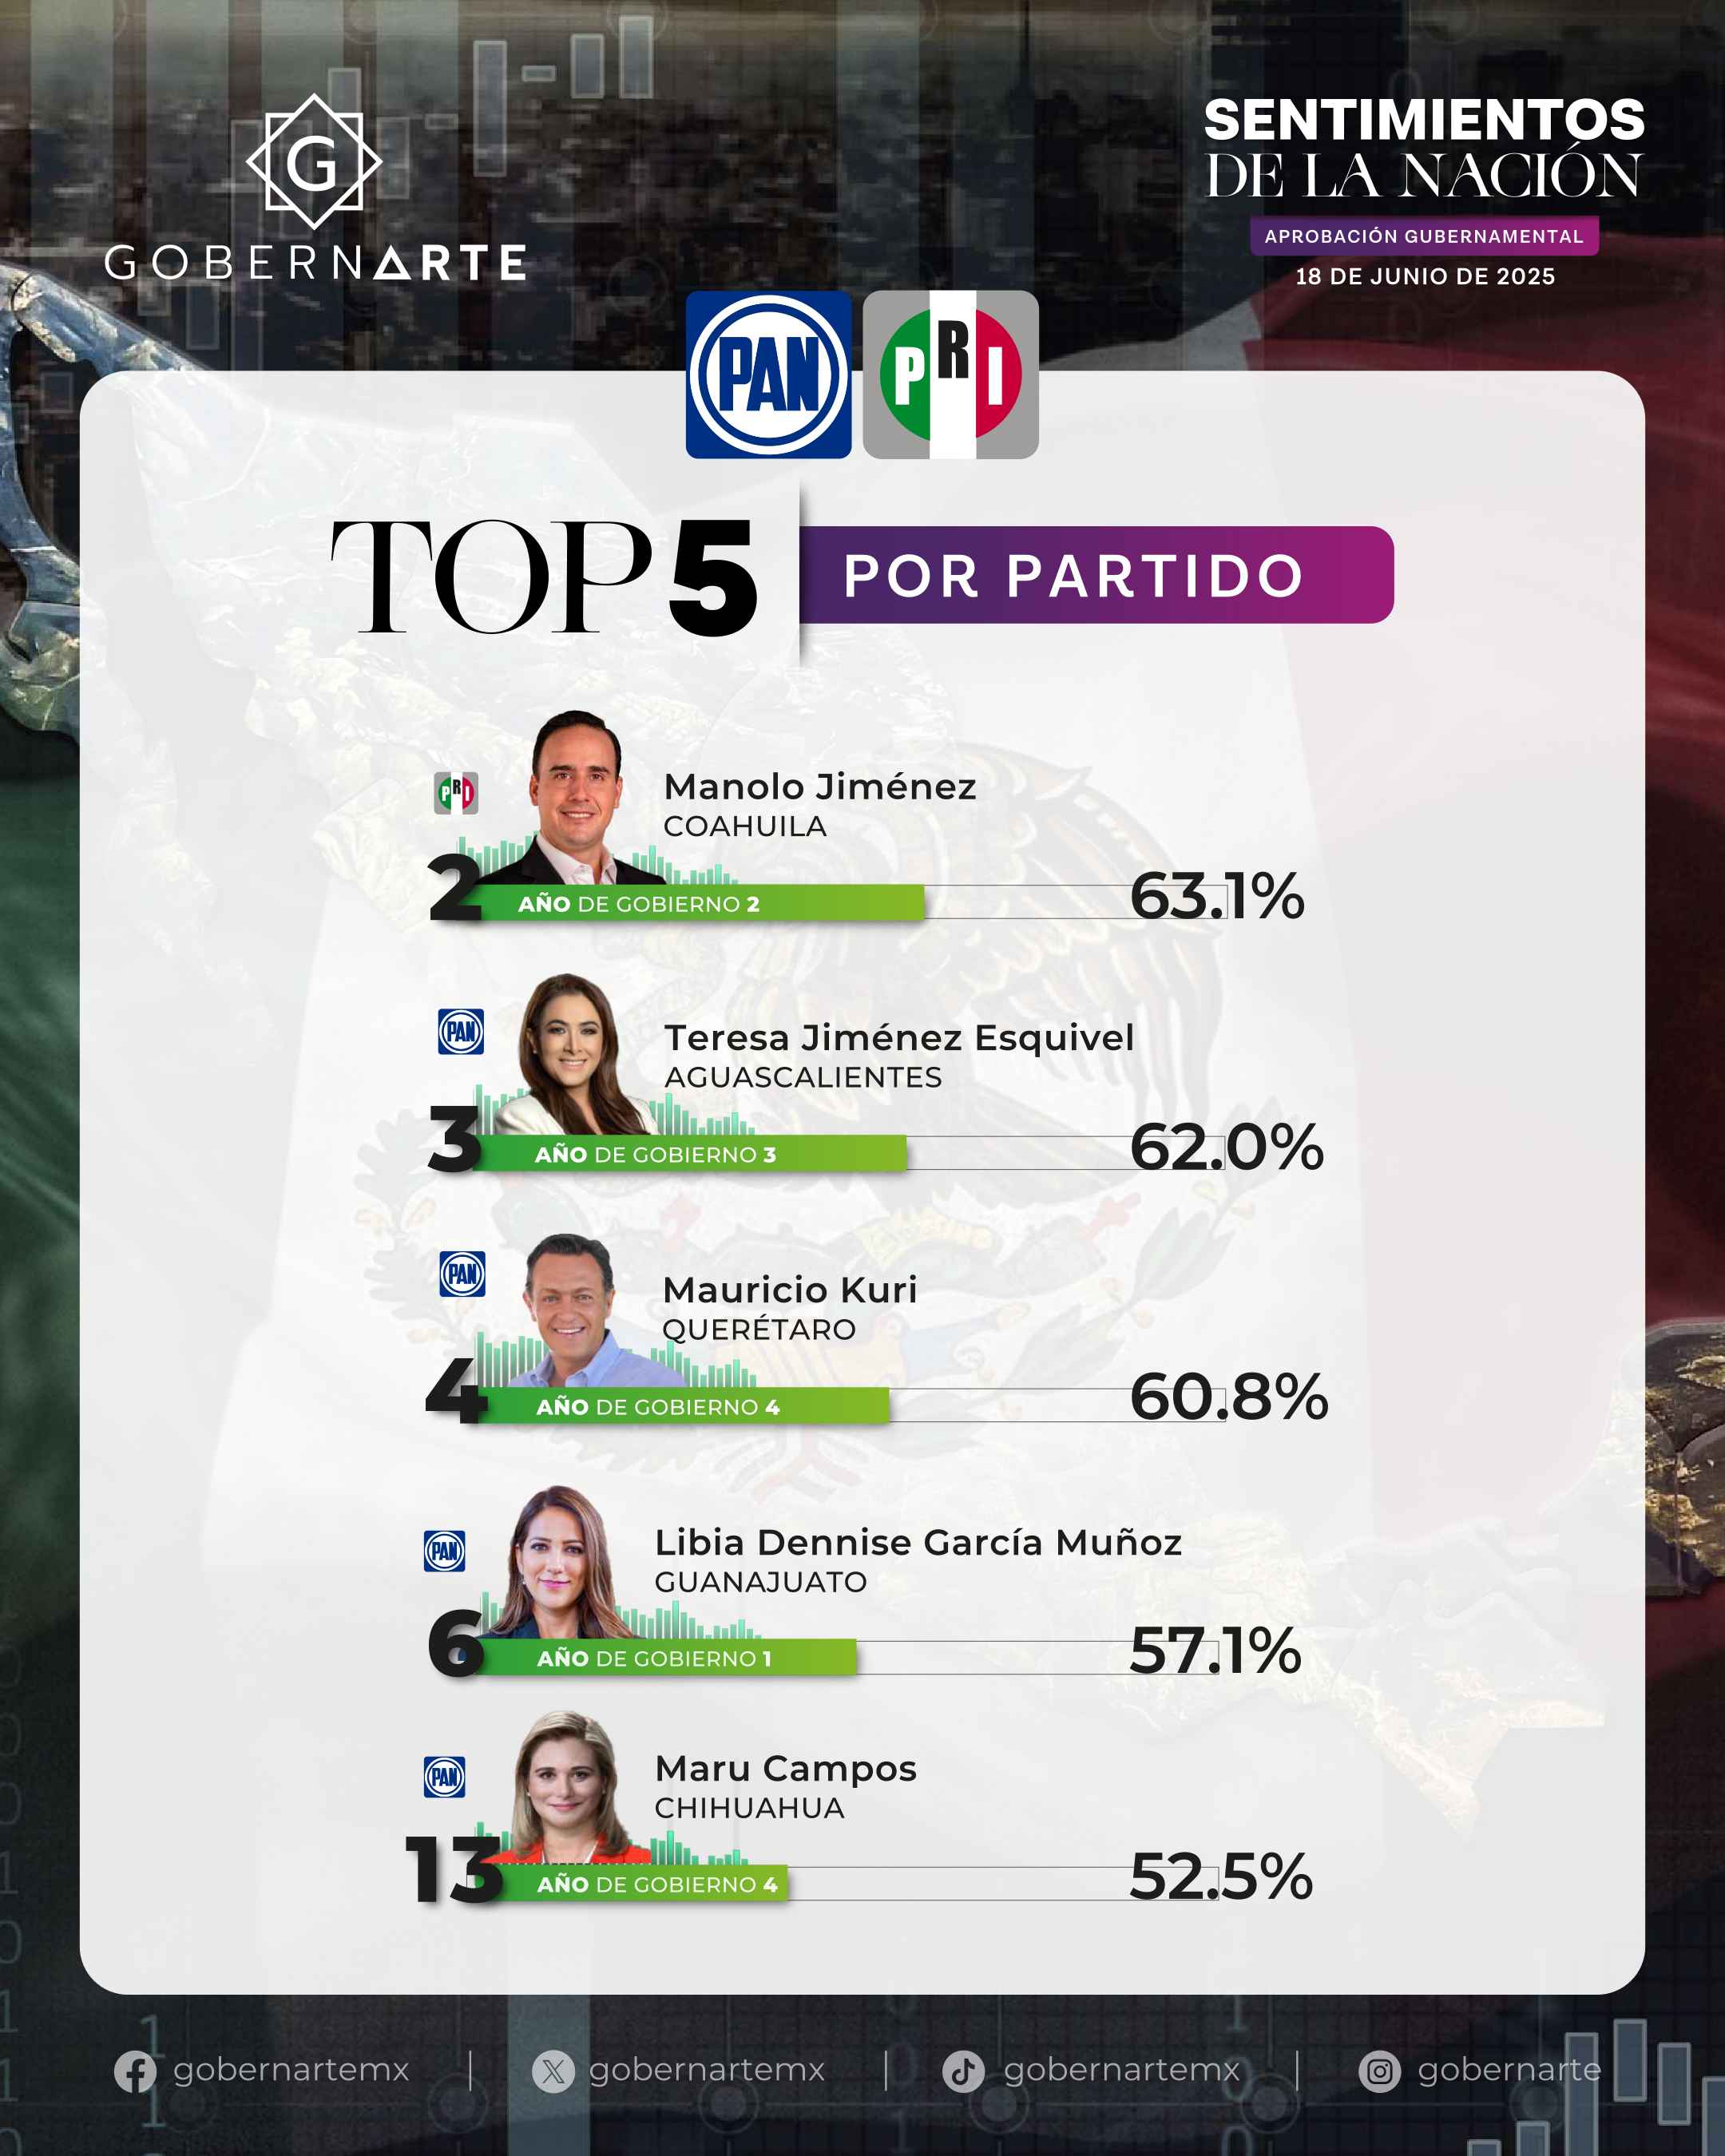 G
GOBERNARTE
SENTIMIENTOS
DE LA NACIÓN
APROBACIÓN GUBERNAMENTAL
18 DE JUNIO DE 2025
PAN
PRI
TOP 5
POR PARTIDO
PRI
Manolo Jiménez
COAHUILA
2
AÑO DE GOBIERNO 2
63.1%
PAN
Teresa Jiménez Esquivel
AGUASCALIENTES
3
AÑO DE GOBIERNO 3
62.0%
PAN
Mauricio Kuri
QUERÉTARO
4
AÑO DE GOBIERNO 4
60.8%
PAN
Libia Dennise García Muñoz
GUANAJUATO
6
AÑO DE GOBIERNO 1
57.1%
PAN
Maru Campos
CHIHUAHUA
13
AÑO DE GOBIERNO 4
52.5%
gobernartemx | gobernartemx | gobernartemx | gobernarte